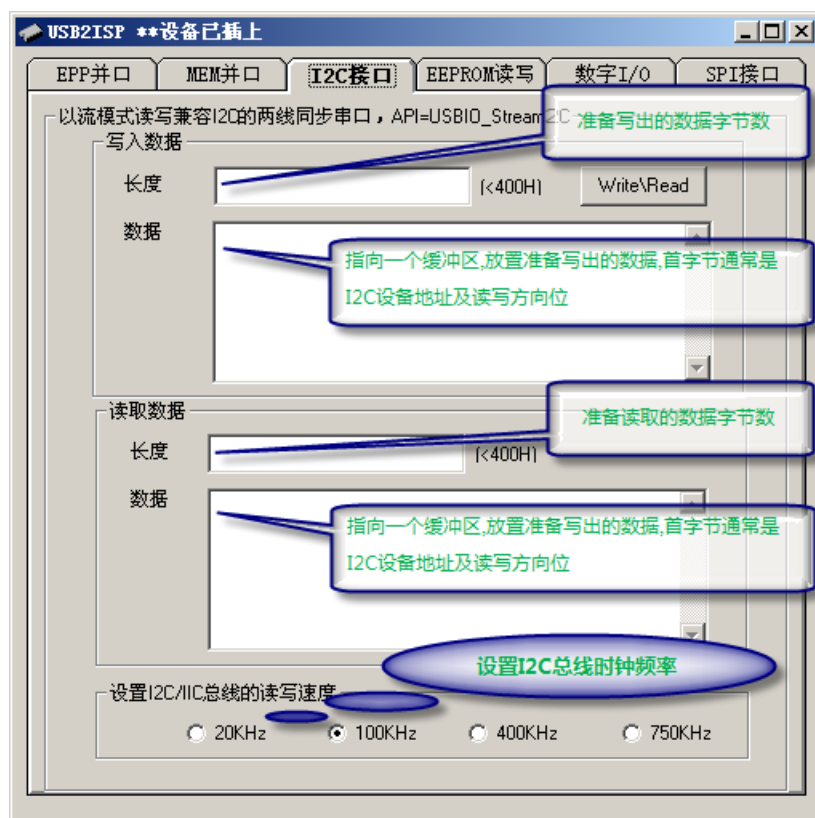 USB2ISP **设备已插上
EPP并口
MEM并口
I2C接口
EEPROM读写
数字I/O
SPI接口
以流模式读写兼容I2C的两线同步串口，API=USBIO_StreamI2C
准备写出的数据字节数
写入数据
长度
(<400H)
Write\Read
数据
指向一个缓冲区,放置准备写出的数据,首字节通常是
I2C设备地址及读写方向位
读取数据
准备读取的数据字节数
长度
(<400H)
数据
指向一个缓冲区,放置准备写出的数据,首字节通常是
I2C设备地址及读写方向位
设置I2C总线时钟频率
设置I2C/IIC总线的读写速度
20KHz
100KHz
400KHz
750KHz